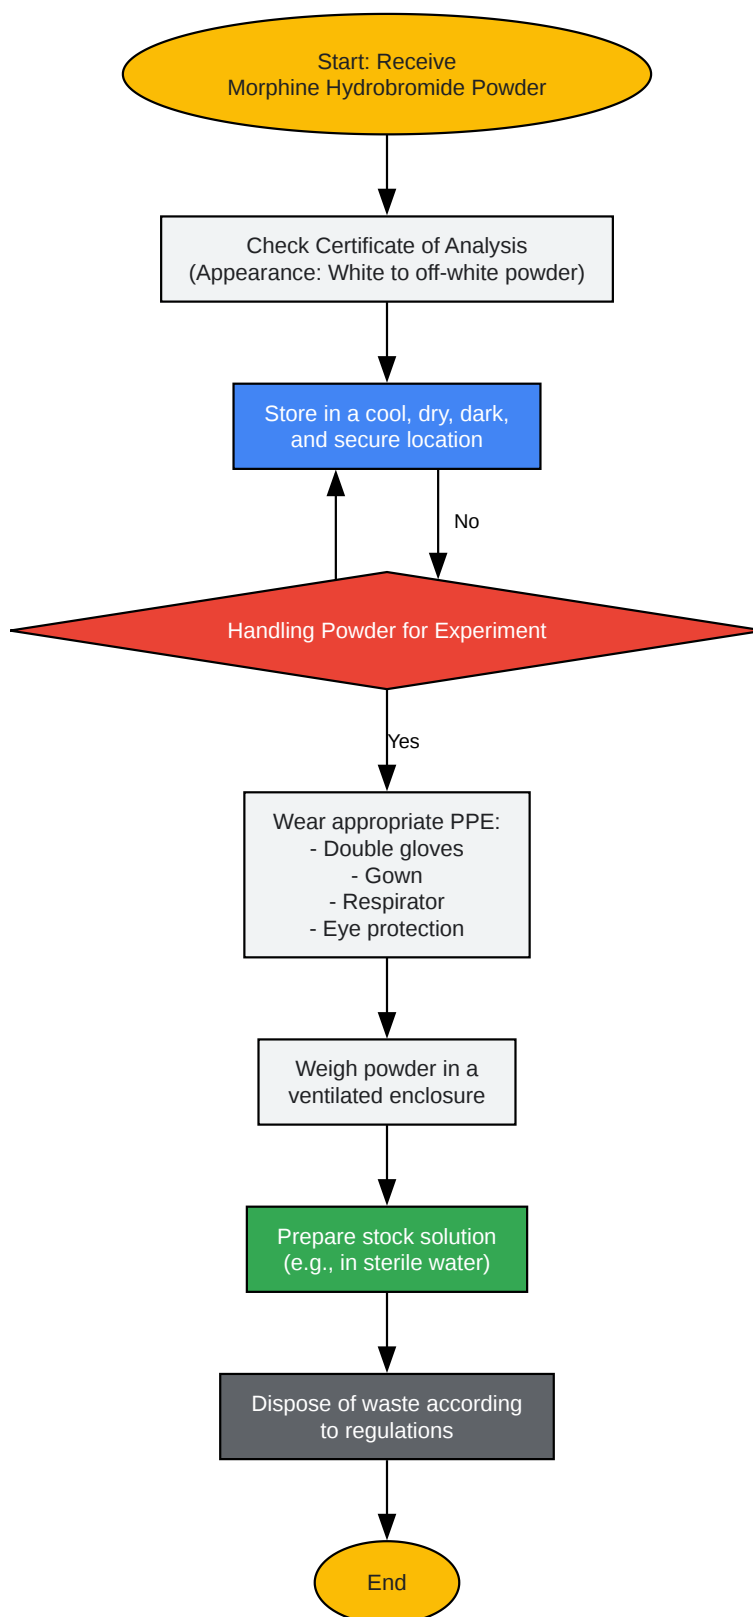 Start: Receive
Morphine Hydrobromide Powder
Check Certificate of Analysis
(Appearance: White to off-white powder)
Store in a cool, dry, dark,
and secure location
No
Handling Powder for Experiment
Yes
Wear appropriate PPE:
- Double gloves
- Gown
- Respirator
- Eye protection
Weigh powder in a
ventilated enclosure
Prepare stock solution
(e.g., in sterile water)
Dispose of waste according
to regulations
End